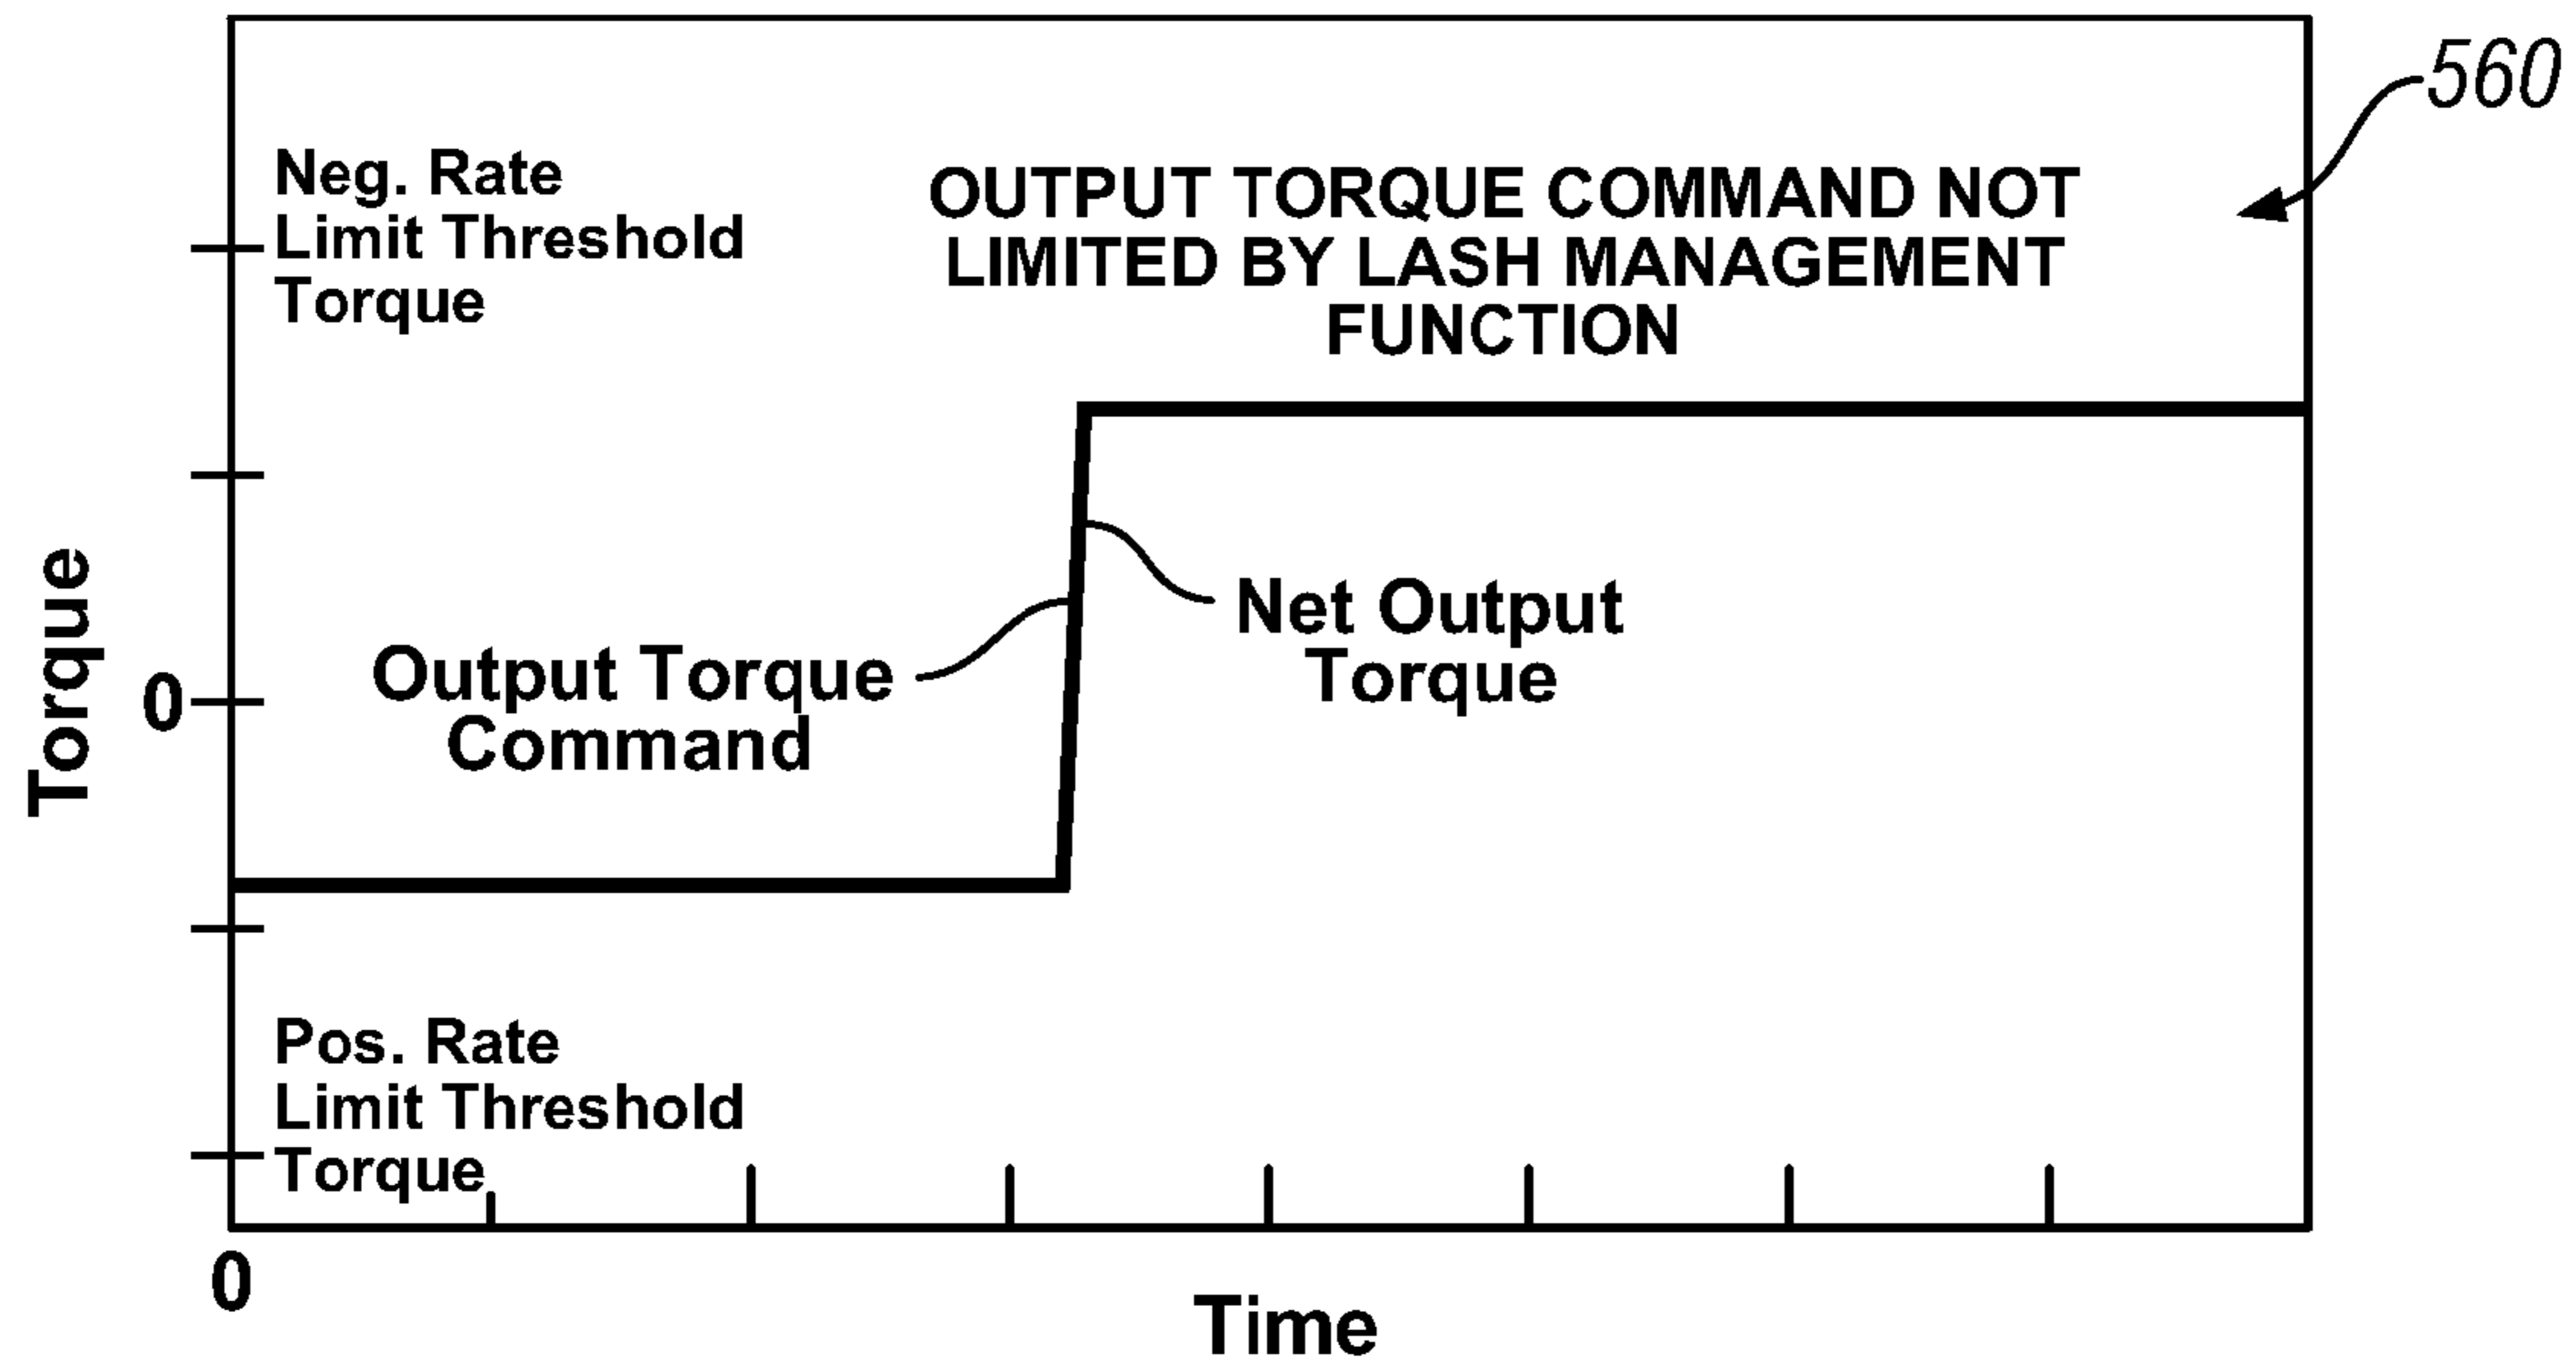 560
Neg. Rate
Limit Threshold
Torque
OUTPUT TORQUE COMMAND NOT
LIMITED BY LASH MANAGEMENT
FUNCTION
Net Output
Torque
Output Torque
Command
Torque
0
Pos. Rate
Limit Threshold
Torque
0
Time